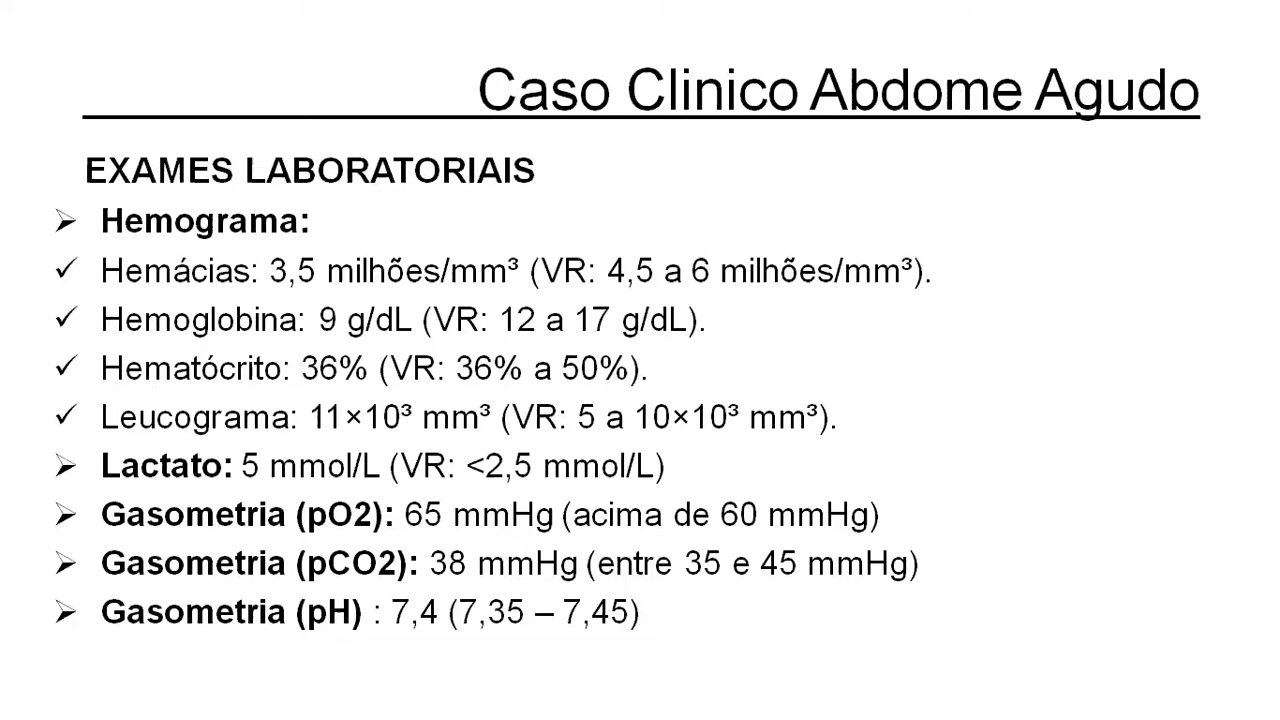 Caso Clinico Abdome Agudo
EXAMES LABORATORIAIS
➢ Hemograma:
✓ Hemácias: 3,5 milhões/mm³ (VR: 4,5 a 6 milhões/mm³).
✓ Hemoglobina: 9 g/dL (VR: 12 a 17 g/dL).
✓ Hematócrito: 36% (VR: 36% a 50%).
✓ Leucograma: 11×10³ mm³ (VR: 5 a 10×10³ mm³).
➢ Lactato: 5 mmol/L (VR: <2,5 mmol/L)
➢ Gasometria (pO2): 65 mmHg (acima de 60 mmHg)
➢ Gasometria (pCO2): 38 mmHg (entre 35 e 45 mmHg)
➢ Gasometria (pH) : 7,4 (7,35 – 7,45)